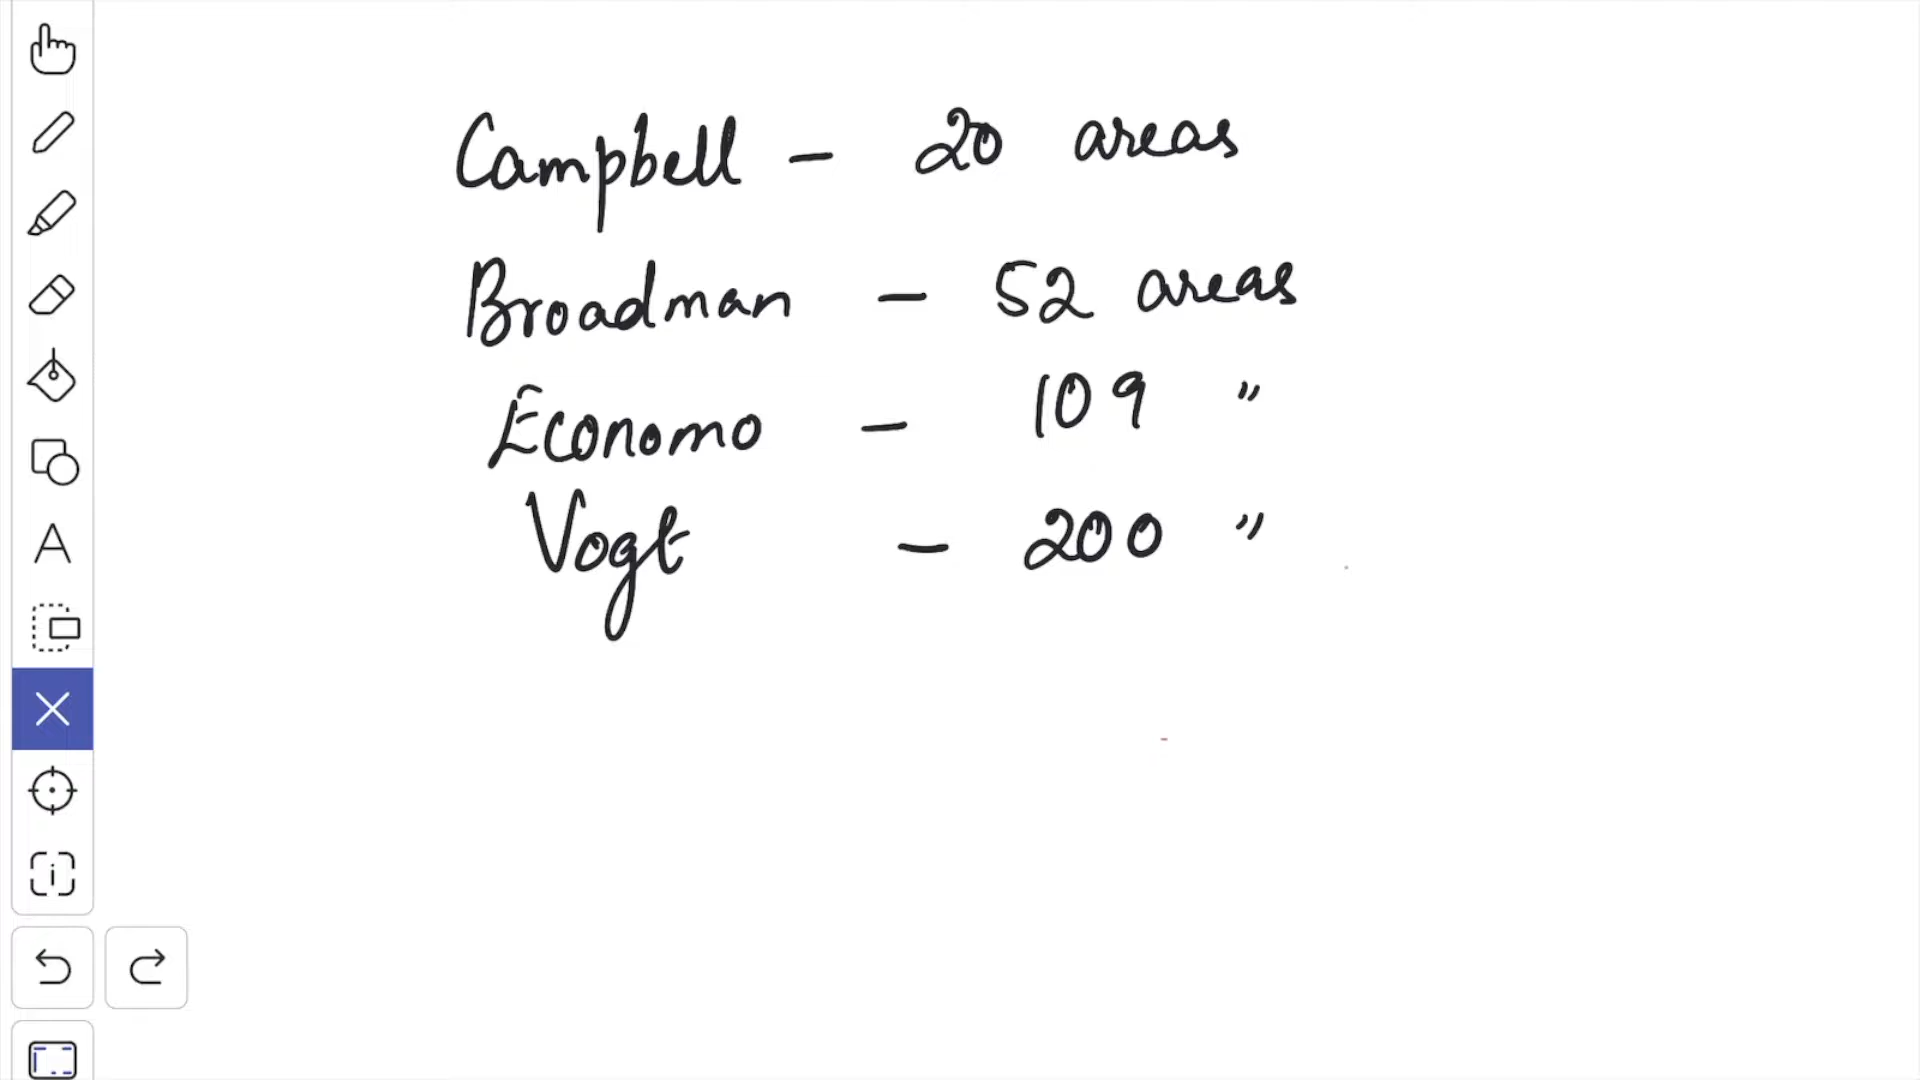 Campbell - 20 areas
Broadman - 52 areas
Economo - 109 "
Vogt - 200 "